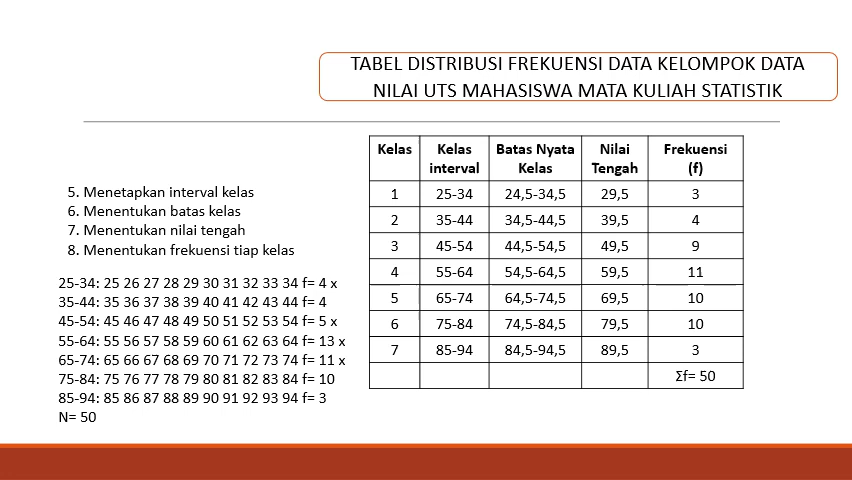 TABEL DISTRIBUSI FREKUENSI DATA KELOMPOK DATA
NILAI UTS MAHASISWA MATA KULIAH STATISTIK
5. Menetapkan interval kelas
6. Menentukan batas kelas
7. Menentukan nilai tengah
8. Menentukan frekuensi tiap kelas
25-34: 25 26 27 28 29 30 31 32 33 34 f= 4 x
35-44: 35 36 37 38 39 40 41 42 43 44 f= 4
45-54: 45 46 47 48 49 50 51 52 53 54 f= 5 x
55-64: 55 56 57 58 59 60 61 62 63 64 f= 13 x
65-74: 65 66 67 68 69 70 71 72 73 74 f= 11 x
75-84: 75 76 77 78 79 80 81 82 83 84 f= 10
85-94: 85 86 87 88 89 90 91 92 93 94 f= 3
N= 50
Kelas Kelas interval Batas Nyata Kelas Nilai Tengah Frekuensi (f)
1 25-34 24,5-34,5 29,5 3
2 35-44 34,5-44,5 39,5 4
3 45-54 44,5-54,5 49,5 9
4 55-64 54,5-64,5 59,5 11
5 65-74 64,5-74,5 69,5 10
6 75-84 74,5-84,5 79,5 10
7 85-94 84,5-94,5 89,5 3
Σf= 50